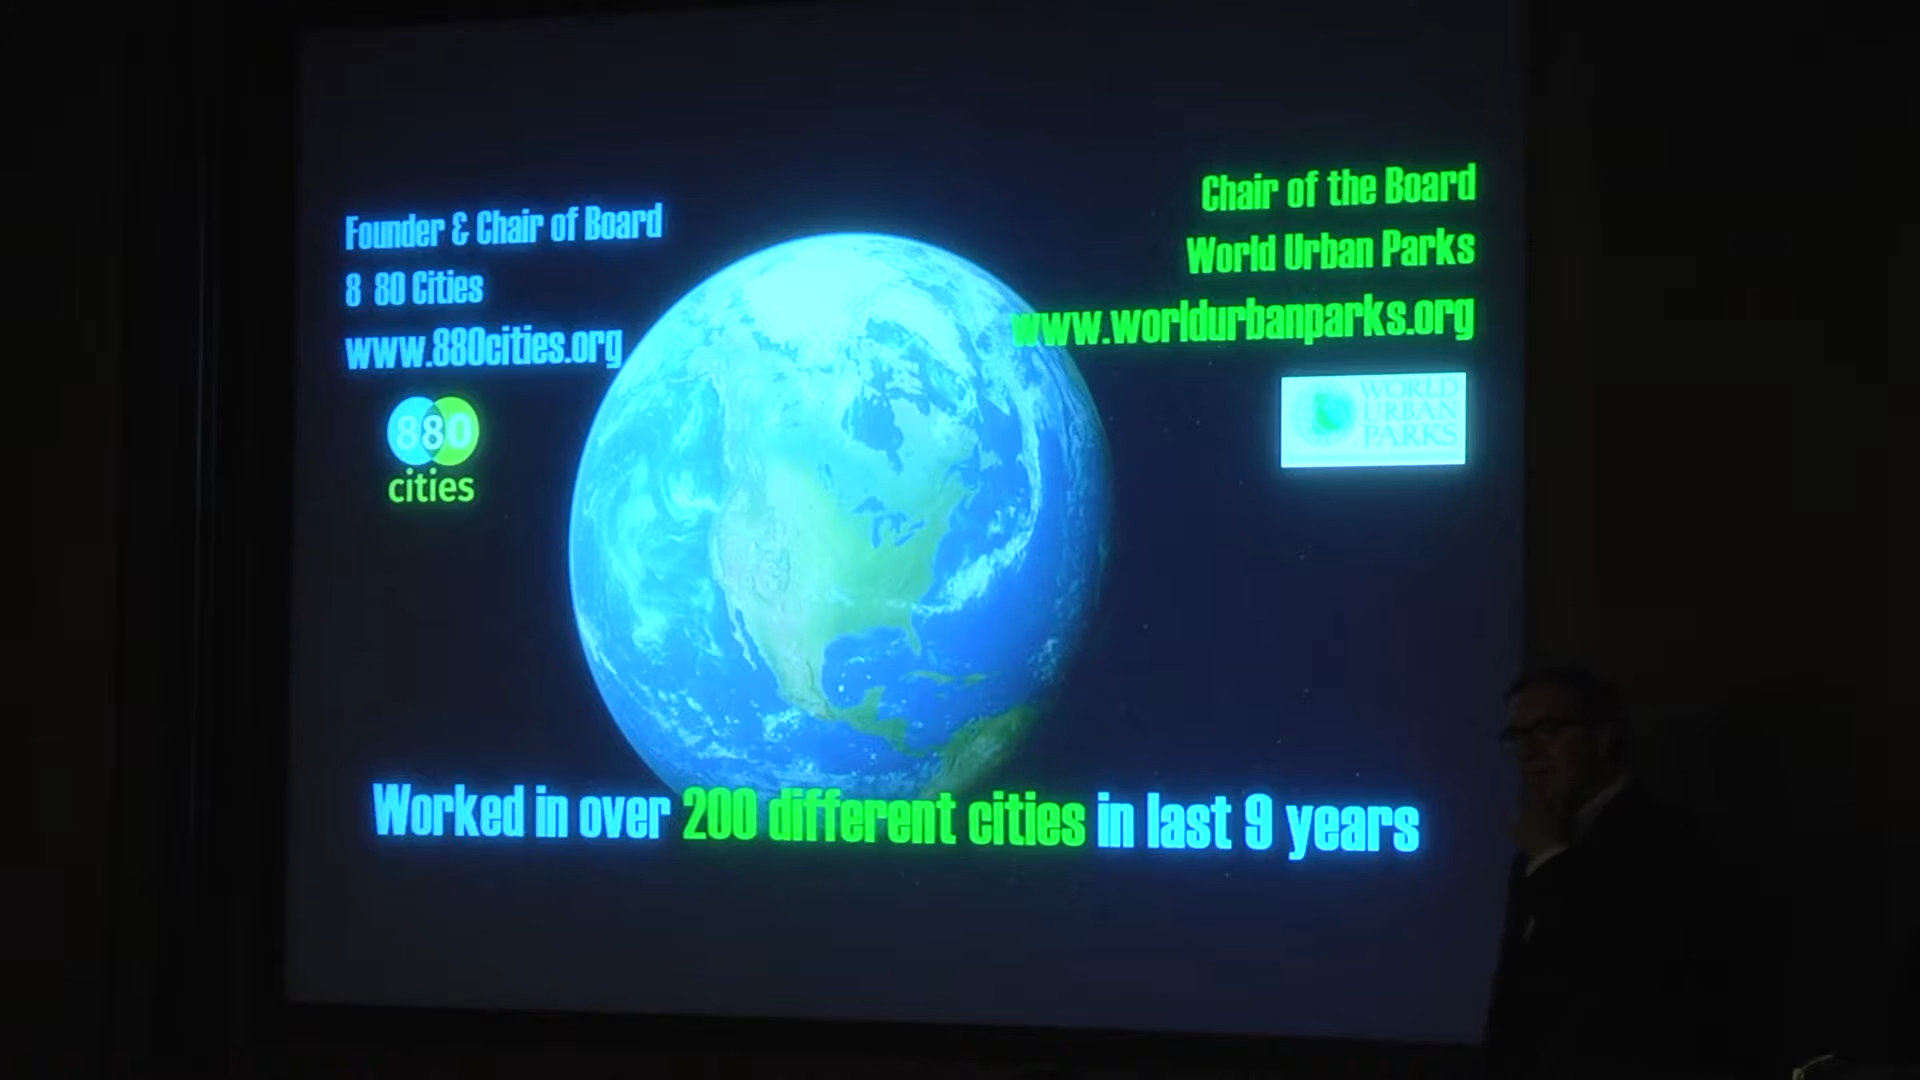 Founder & Chair of Board
8 80 Cities
www.880cities.org
880
cities
Chair of the Board
World Urban Parks
www.worldurbanparks.org
WORLD
URBAN
PARKS
Worked in over 200 different cities in last 9 years